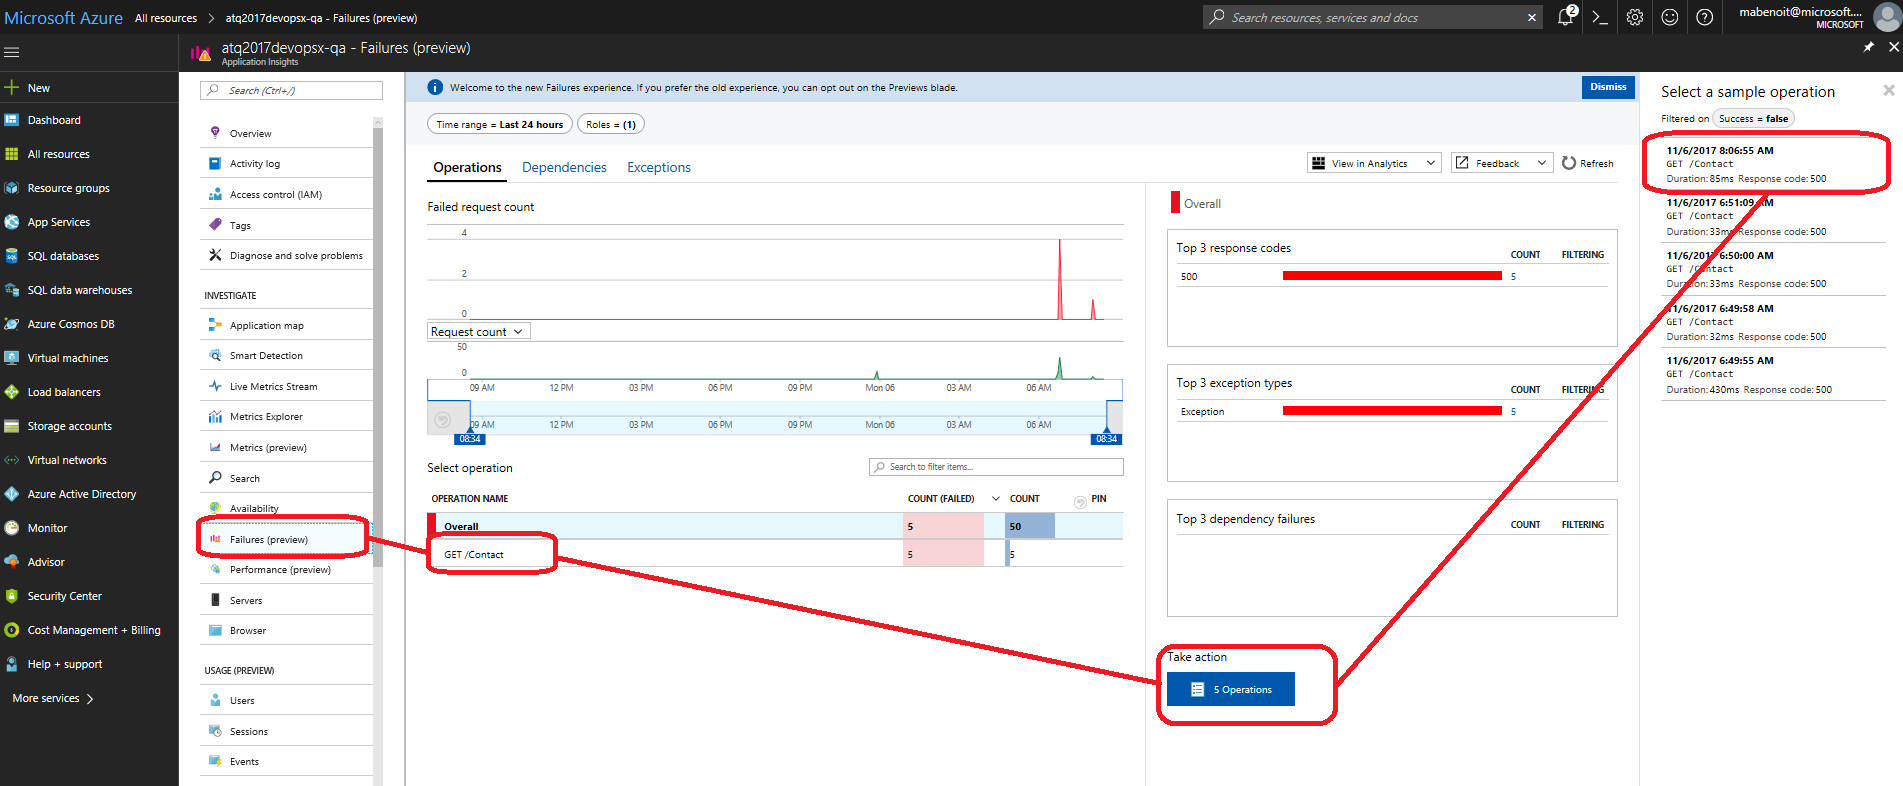 Microsoft Azure All resources > atq2017devopsx-qa - Failures (preview)
Search resources, services and docs
2
mabenoit@microsoft....
MICROSOFT
atq2017devopsx-qa - Failures (preview)
Application Insights
New
Dashboard
All resources
Resource groups
App Services
SQL databases
SQL data warehouses
Azure Cosmos DB
Virtual machines
Load balancers
Storage accounts
Virtual networks
Azure Active Directory
Monitor
Advisor
Security Center
Cost Management + Billing
Help + support
More services >
Search (Ctrl+/)
Overview
Activity log
Access control (IAM)
Tags
Diagnose and solve problems
INVESTIGATE
Application map
Smart Detection
Live Metrics Stream
Metrics Explorer
Metrics (preview)
Search
Availability
Failures (preview)
Performance (preview)
Servers
Browser
USAGE (PREVIEW)
Users
Sessions
Events
Welcome to the new Failures experience. If you prefer the old experience, you can opt out on the Previews blade.
Dismiss
Time range = Last 24 hours
Roles = (1)
Operations Dependencies Exceptions
View in Analytics
Feedback
Refresh
Failed request count
4
2
0
Request count
50
0
09 AM 12 PM 03 PM 06 PM 09 PM Mon 06 03 AM 06 AM
09 AM 12 PM 03 PM 06 PM 09 PM Mon 06 03 AM 06 AM
08:34 08:34
Select operation
Search to filter items...
OPERATION NAME COUNT (FAILED) COUNT PIN
Overall 5 50
GET /Contact 5 5
Overall
Top 3 response codes COUNT FILTERING
500 5
Top 3 exception types COUNT FILTERING
Exception 5
Top 3 dependency failures COUNT FILTERING
Take action
5 Operations
Select a sample operation
Filtered on Success = false
11/6/2017 8:06:55 AM
GET /Contact
Duration: 85ms Response code: 500
11/6/2017 6:51:09 AM
GET /Contact
Duration: 33ms Response code: 500
11/6/2017 6:50:00 AM
GET /Contact
Duration: 33ms Response code: 500
11/6/2017 6:49:58 AM
GET /Contact
Duration: 32ms Response code: 500
11/6/2017 6:49:55 AM
GET /Contact
Duration: 430ms Response code: 500